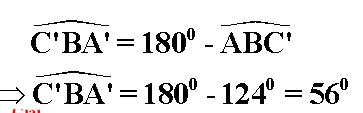 C'BA' = 180⁰ - ABC'
⇒ C'BA' = 180⁰ - 124⁰ = 56⁰